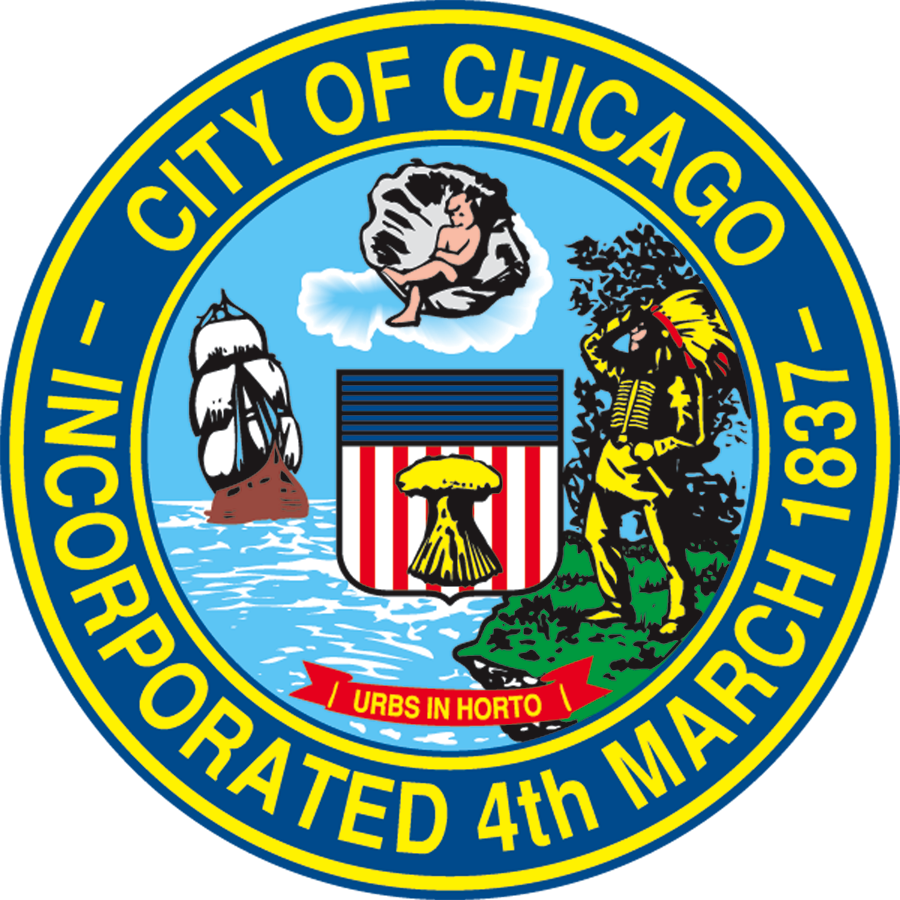 CITY OF CHICAGO
- INCORPORATED 4th MARCH 1837 -
| URBS IN HORTO |